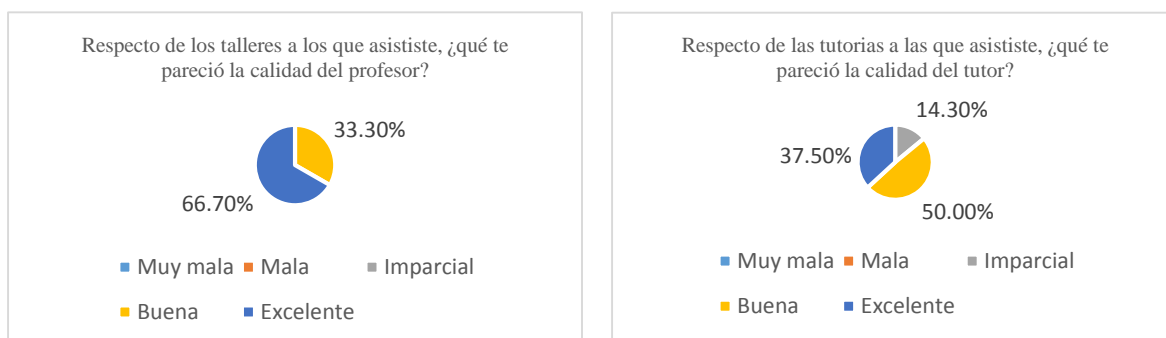 Respecto de los talleres a los que asististe, ¿qué te
pareció la calidad del profesor?
33.30%
66.70%
Muy mala Mala Imparcial
Buena Excelente
Respecto de las tutorias a las que asististe, ¿qué te
pareció la calidad del tutor?
14.30%
37.50%
50.00%
Muy mala Mala Imparcial
Buena Excelente